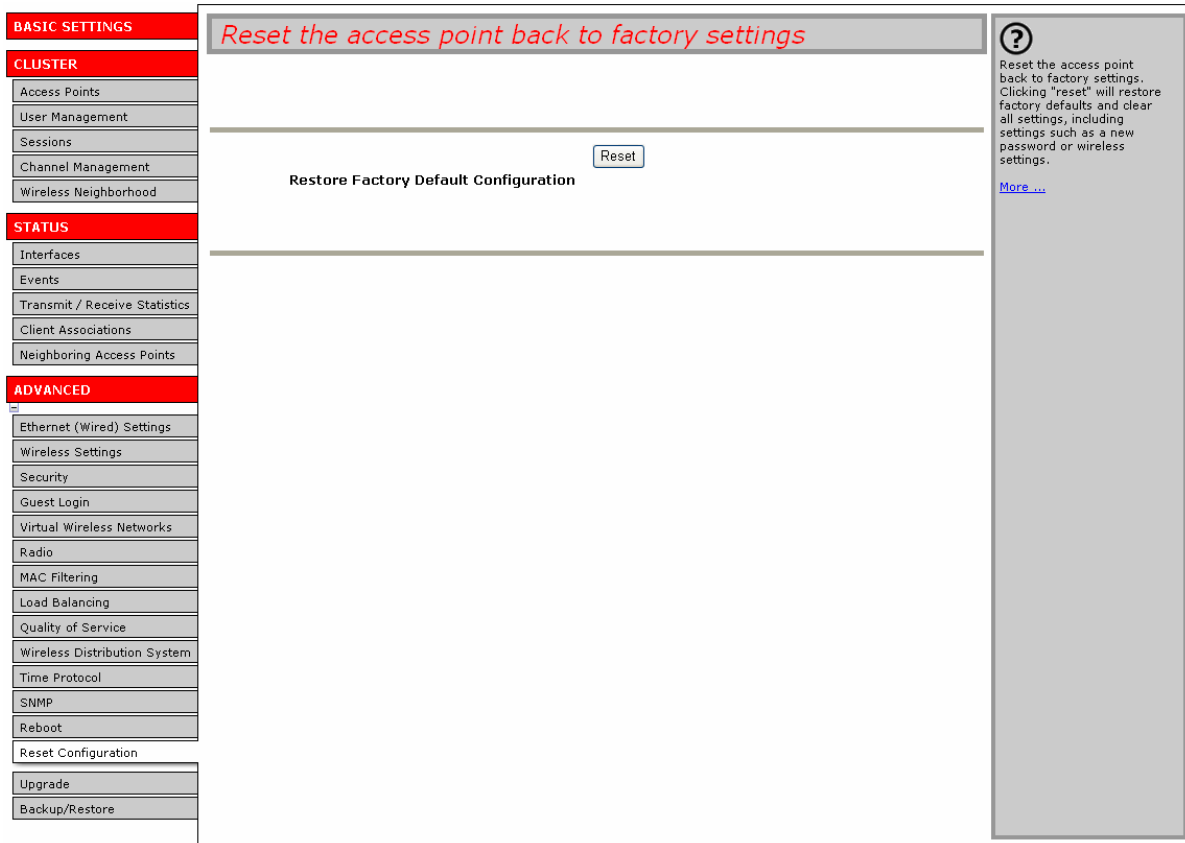 BASIC SETTINGS
CLUSTER
Access Points
User Management
Sessions
Channel Management
Wireless Neighborhood
STATUS
Interfaces
Events
Transmit / Receive Statistics
Client Associations
Neighboring Access Points
ADVANCED
Ethernet (Wired) Settings
Wireless Settings
Security
Guest Login
Virtual Wireless Networks
Radio
MAC Filtering
Load Balancing
Quality of Service
Wireless Distribution System
Time Protocol
SNMP
Reboot
Reset Configuration
Upgrade
Backup/Restore
Reset the access point back to factory settings
Reset
Restore Factory Default Configuration
?
Reset the access point
back to factory settings.
Clicking "reset" will restore
factory defaults and clear
all settings, including
settings such as a new
password or wireless
settings.
More ...